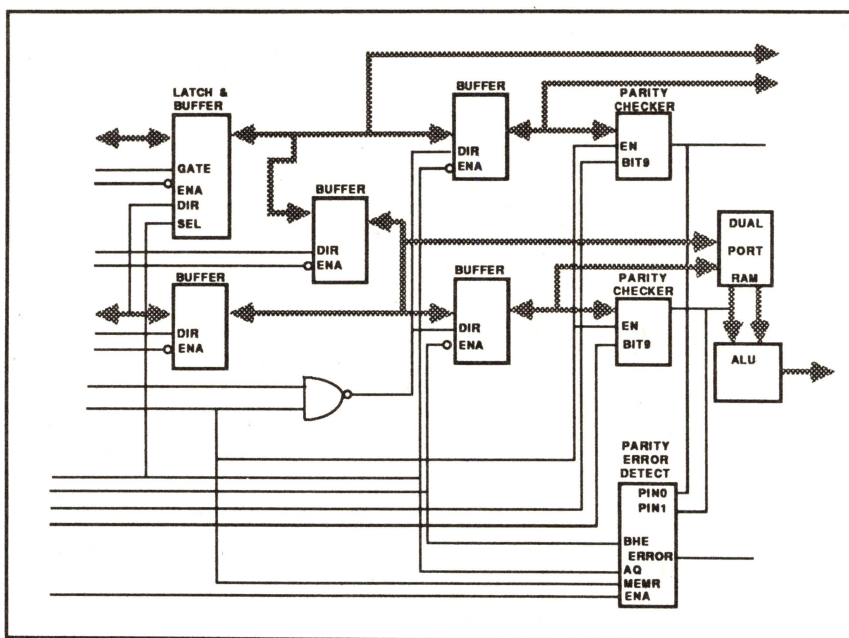 LATCH &
BUFFER
GATE
ENA
DIR
SEL
BUFFER
DIR
ENA
PARITY
CHECKER
EN
BIT9
BUFFER
DIR
ENA
DUAL
PORT
RAM
BUFFER
DIR
ENA
BUFFER
DIR
ENA
PARITY
CHECKER
EN
BIT9
ALU
PARITY
ERROR
DETECT
PIN0
PIN1
BHE
ERROR
AQ
MEMR
ENA